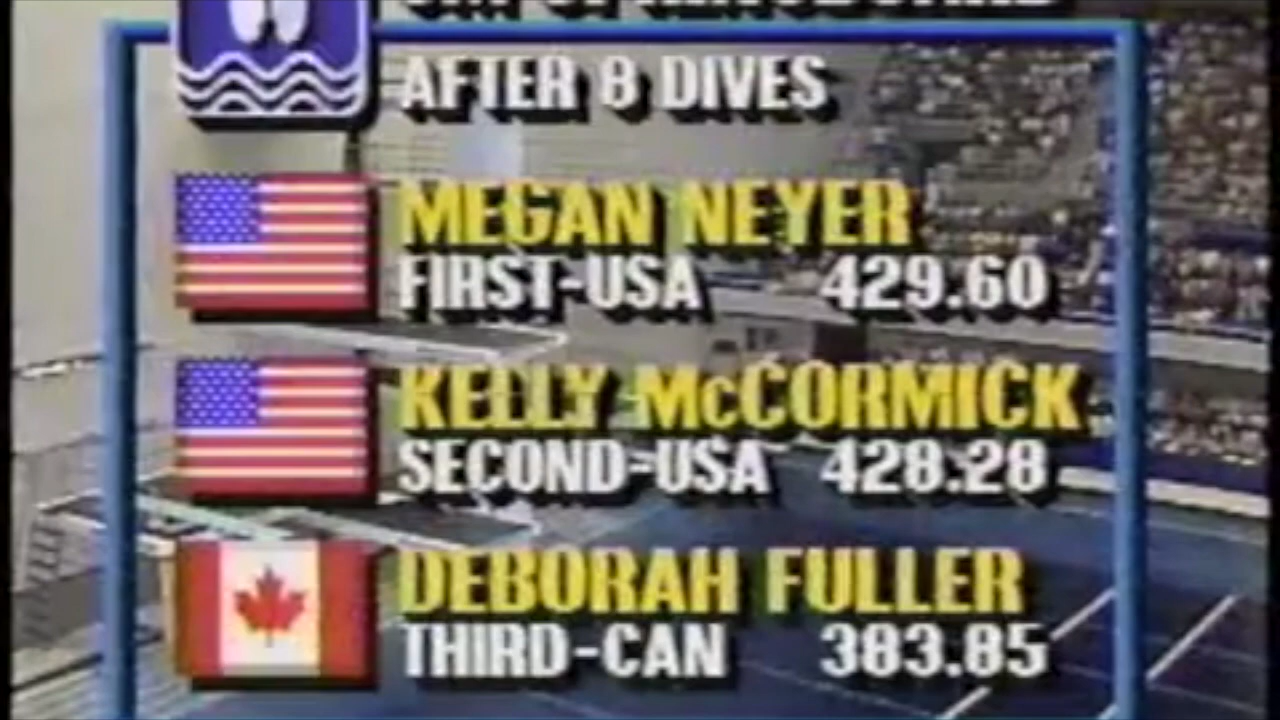 AFTER 8 DIVES
MEGAN NEYER
FIRST-USA 429.60
KELLY McCORMICK
SECOND-USA 428.28
DEBORAH FULLER
THIRD-CAN 383.85